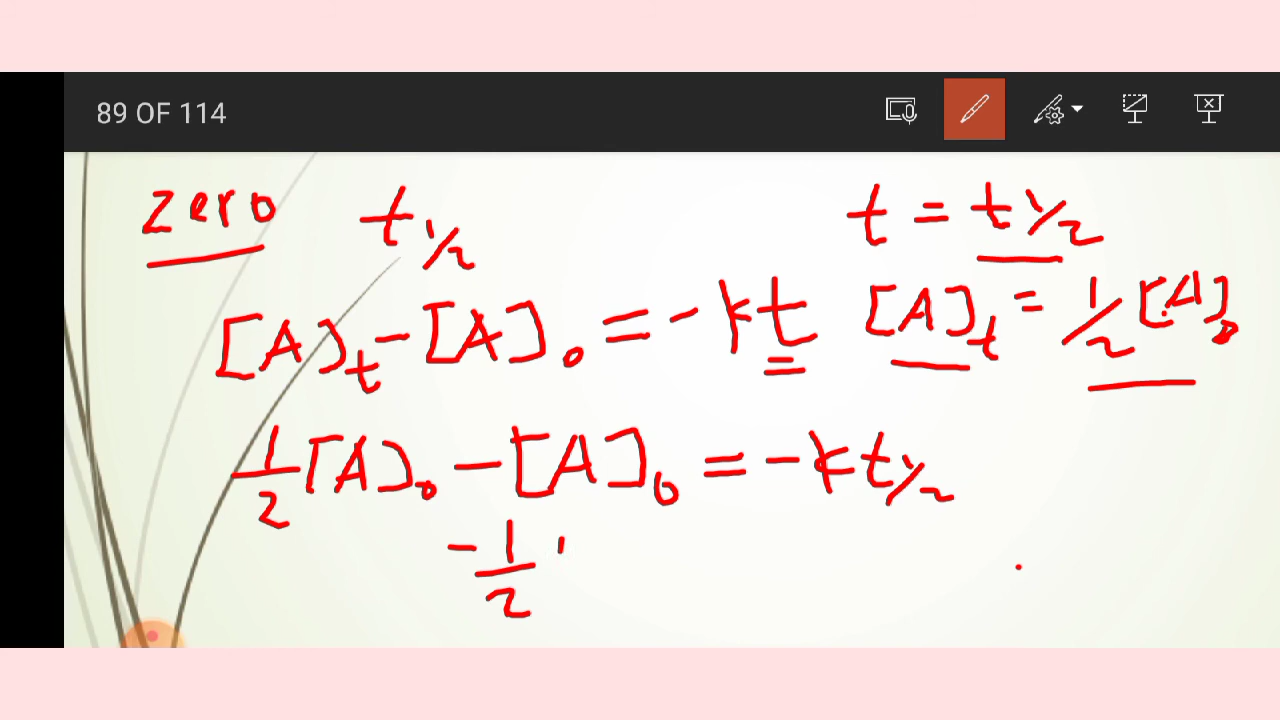 89 OF 114
zero t1/2 t = t1/2
[A]t - [A]0 = -kt [A]t = 1/2 [A]0
1/2 [A]0 - [A]0 = -kt1/2
-1/2